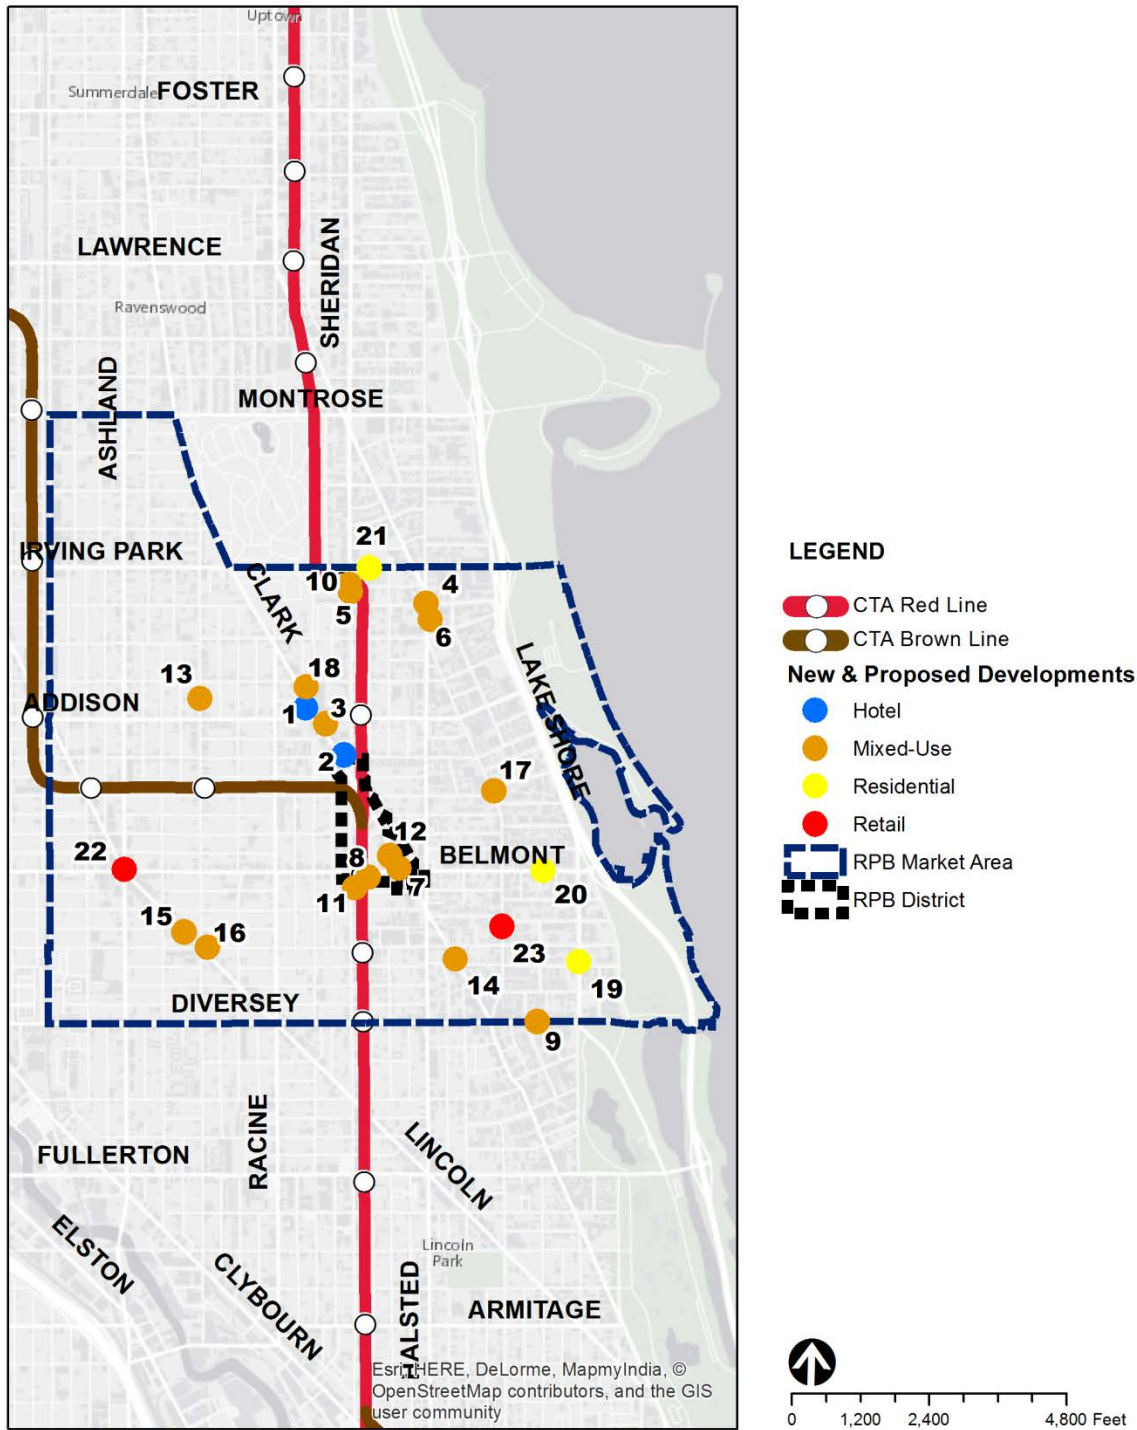 Uptown
Summerdale
FOSTER
LAWRENCE
SHERIDAN
Ravenswood
ASHLAND
MONTROSE
IRVING PARK
21
CLARK
10
5
4
6
LAKE SHORE
13
18
ADDISON
1
3
2
17
22
12
8
BELMONT
7
11
20
15
16
23
14
19
DIVERSEY
9
RACINE
FULLERTON
LINCOLN
ELSTON
CLYBOURN
Lincoln
Park
HALSTED
ARMITAGE
Esri, HERE, DeLorme, MapmyIndia, ©
OpenStreetMap contributors, and the GIS
user community
LEGEND
CTA Red Line
CTA Brown Line
New & Proposed Developments
Hotel
Mixed-Use
Residential
Retail
RPB Market Area
RPB District
0 1,200 2,400 4,800 Feet